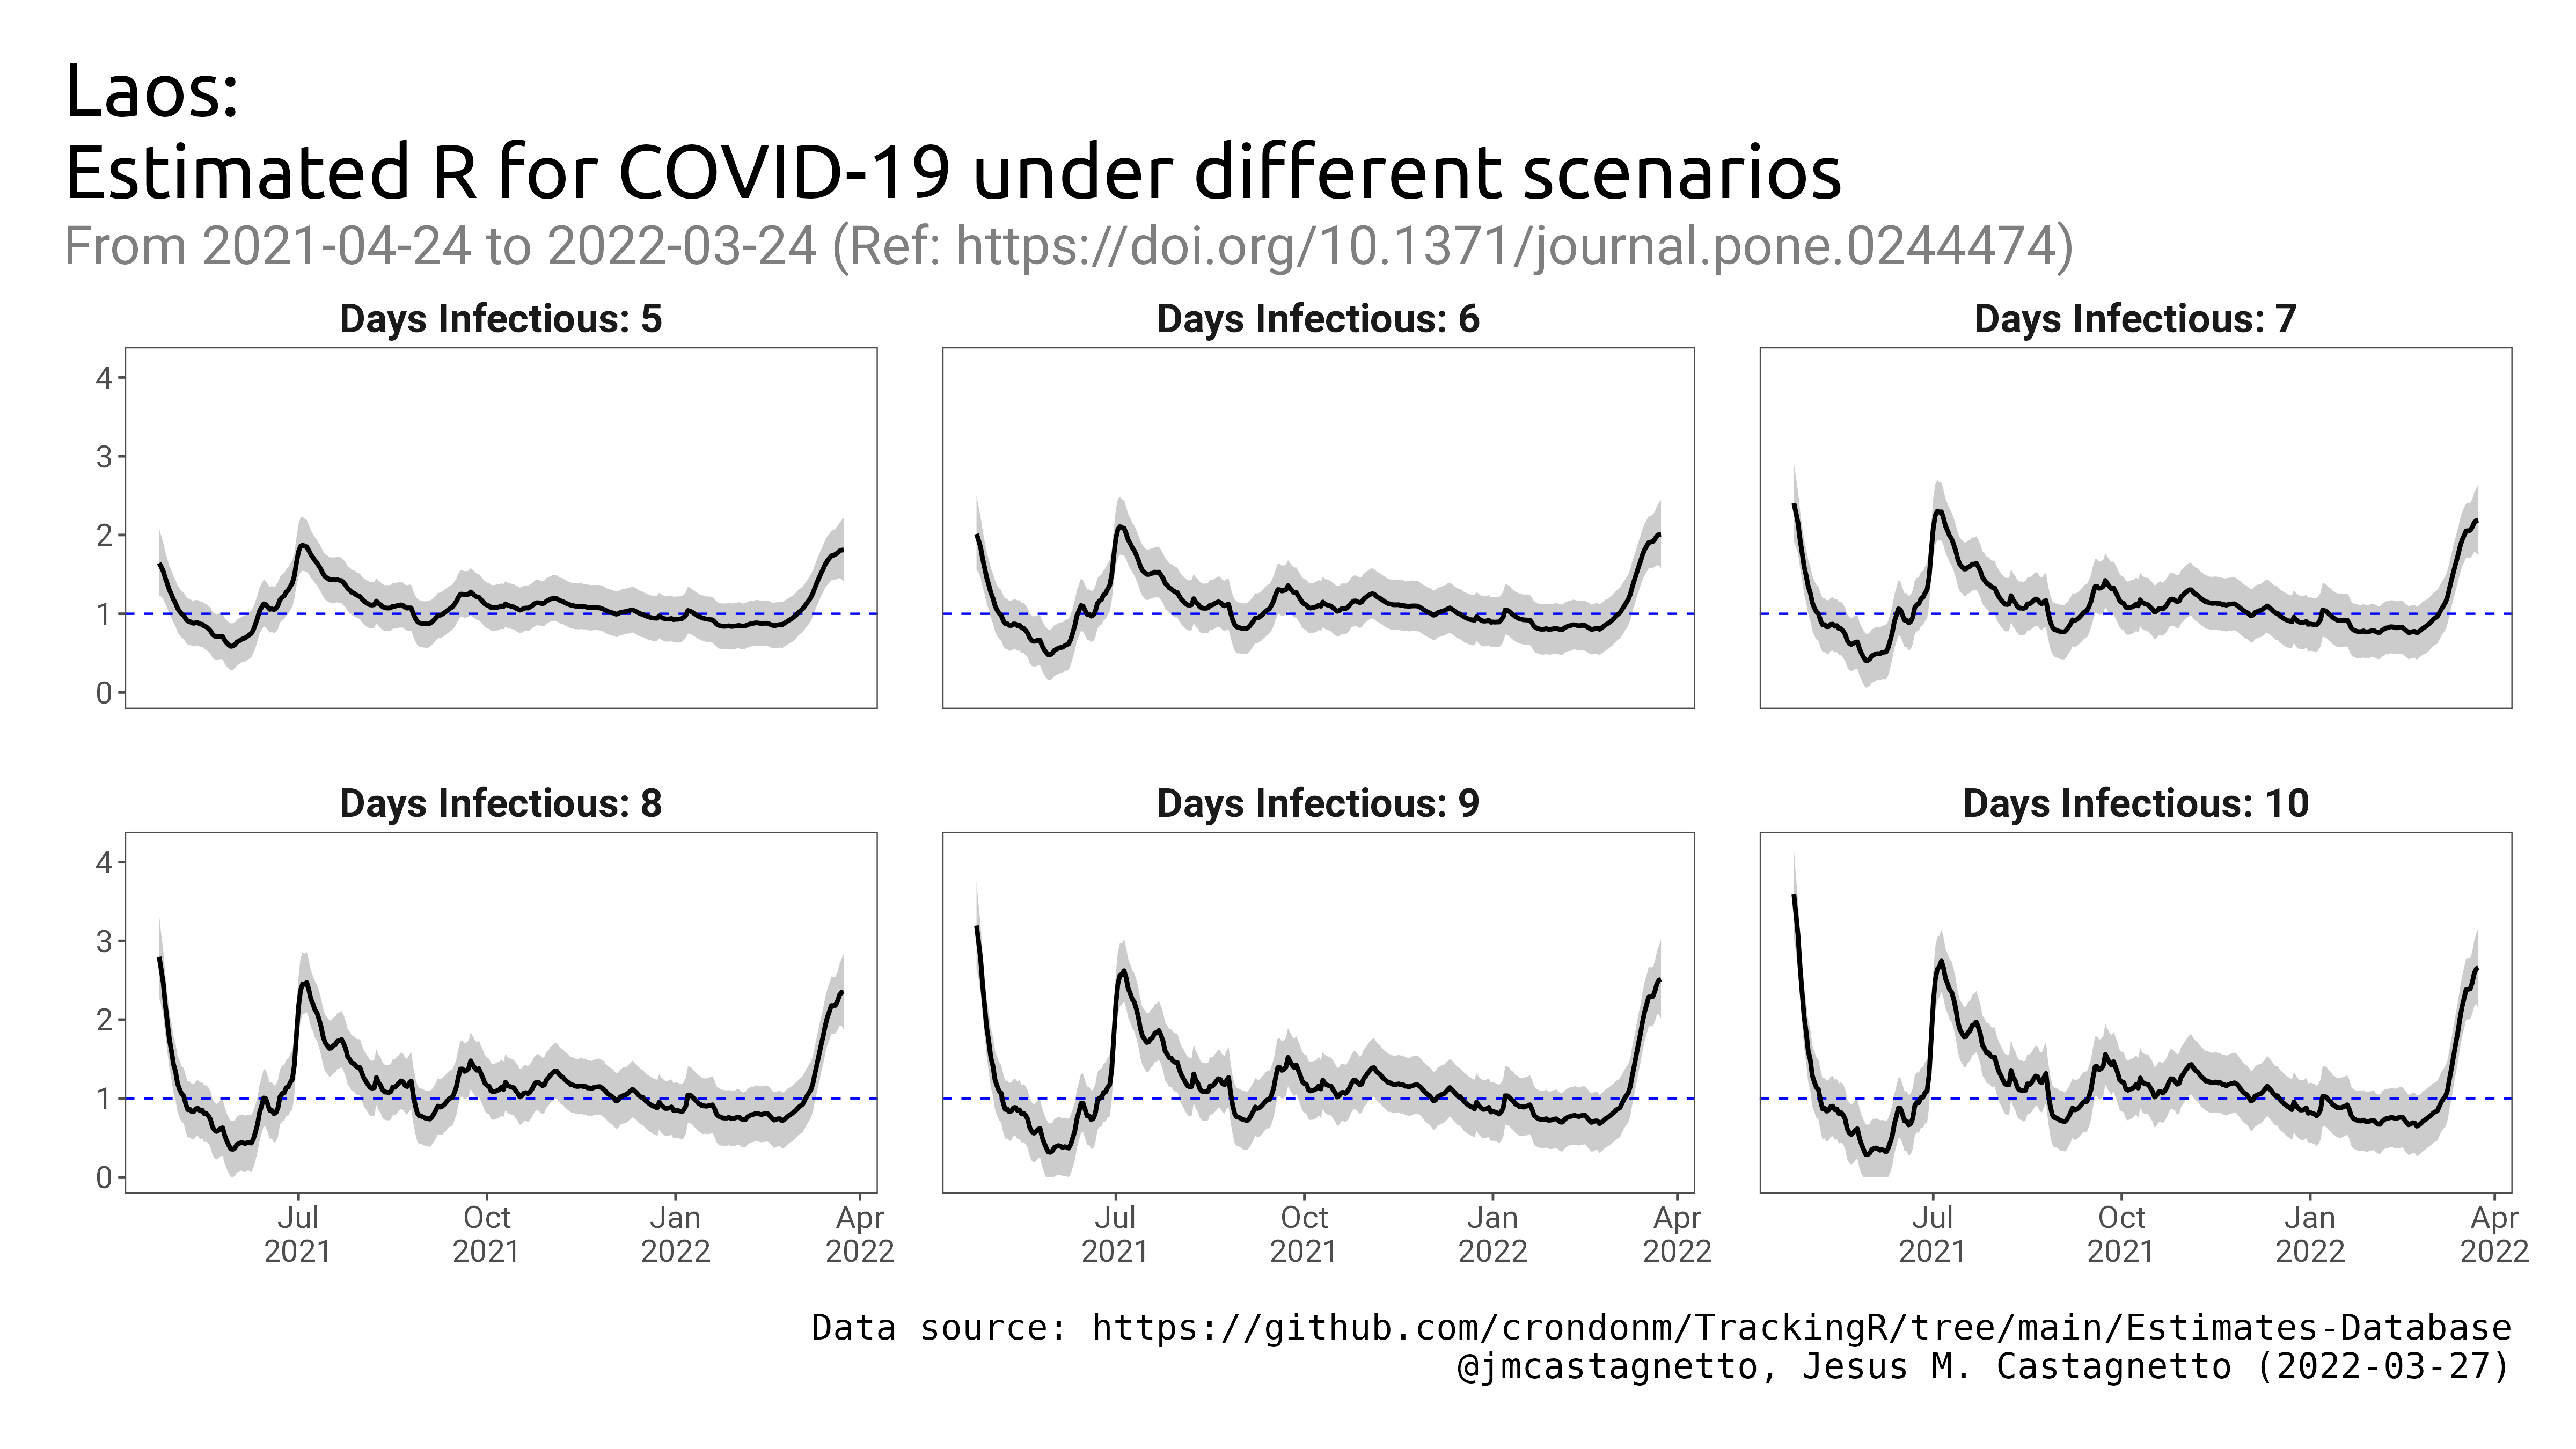 Laos:
Estimated R for COVID-19 under different scenarios
From 2021-04-24 to 2022-03-24 (Ref: https://doi.org/10.1371/journal.pone.0244474)
Days Infectious: 5
Days Infectious: 6
Days Infectious: 7
4
3
2
1
0
Days Infectious: 8
Days Infectious: 9
Days Infectious: 10
4
3
2
1
0
Jul
2021
Oct
2021
Jan
2022
Apr
2022
Jul
2021
Oct
2021
Jan
2022
Apr
2022
Jul
2021
Oct
2021
Jan
2022
Apr
2022
Data source: https://github.com/crondonm/TrackingR/tree/main/Estimates-Database
@jmcastagnetto, Jesus M. Castagnetto (2022-03-27)